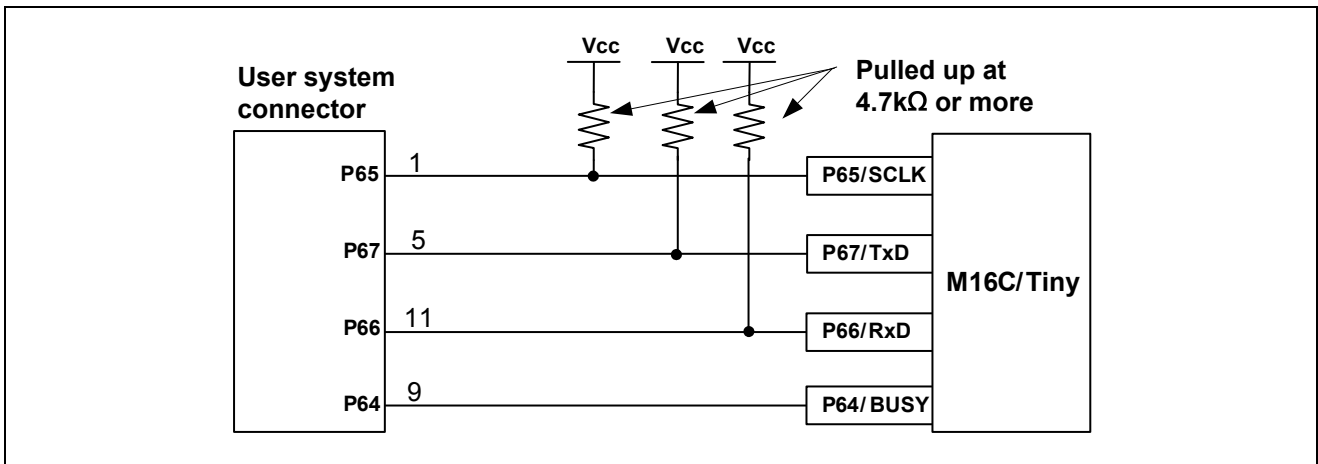 Vcc Vcc Vcc
User system
connector
Pulled up at
4.7kΩ or more
P65 1 P65/SCLK
P67 5 P67/TxD
M16C/Tiny
P66 11 P66/RxD
P64 9 P64/BUSY